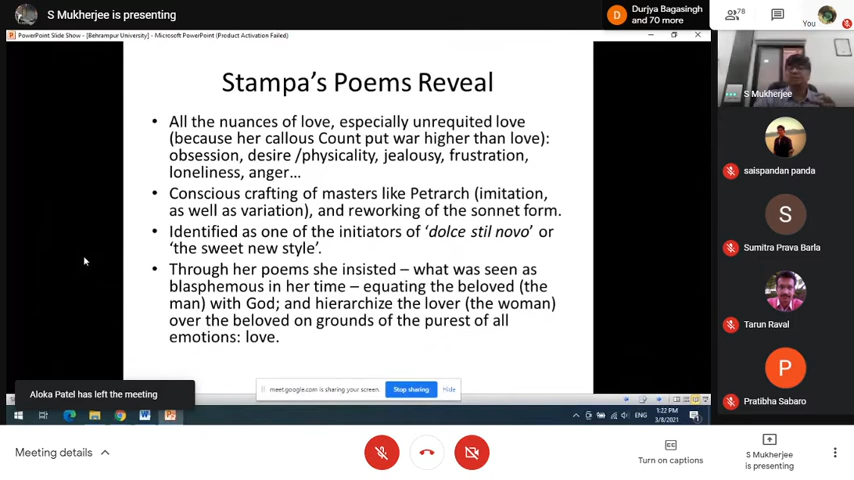 S Mukherjee is presenting
Durjya Bagasingh
and 70 more
78
You
PowerPoint Slide Show - [Behrampur University] - Microsoft PowerPoint (Product Activation Failed)
Stampa's Poems Reveal
• All the nuances of love, especially unrequited love
(because her callous Count put war higher than love):
obsession, desire /physicality, jealousy, frustration,
loneliness, anger...
• Conscious crafting of masters like Petrarch (imitation,
as well as variation), and reworking of the sonnet form.
• Identified as one of the initiators of 'dolce stil novo' or
'the sweet new style'.
• Through her poems she insisted – what was seen as
blasphemous in her time – equating the beloved (the
man) with God; and hierarchize the lover (the woman)
over the beloved on grounds of the purest of all
emotions: love.
S Mukherjee
saispandan panda
S
Sumitra Prava Barla
Tarun Raval
P
Pratibha Sabaro
Aloka Patel has left the meeting
meet.google.com is sharing your screen.
Stop sharing
Hide
ENG
1:22 PM
3/8/2021
Meeting details
Turn on captions
S Mukherjee
is presenting